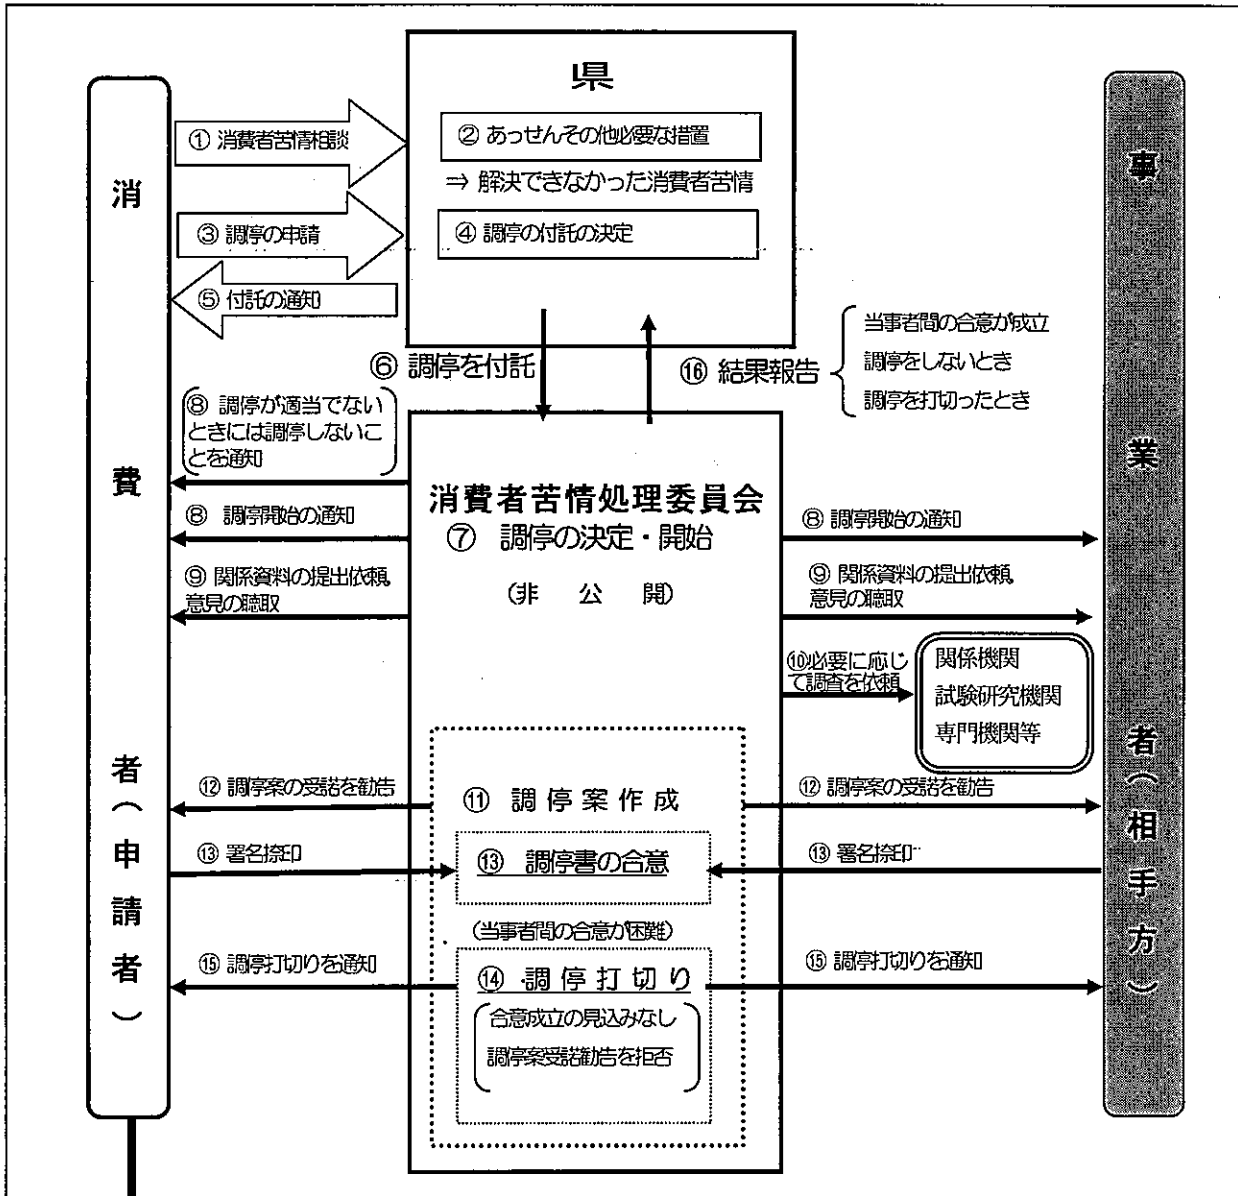 県
① 消費者苦情相談
② あっせんその他必要な措置
⇒ 解決できなかった消費者苦情
③ 調停の申請
④ 調停の付託の決定
⑤ 付託の通知
⑥ 調停を付託
⑯ 結果報告
当事者間の合意が成立
調停をしないとき
調停を打切ったとき
消費者(申請者)
事業者(相手方)
⑧ 調停が適当でない
ときには調停しないこ
とを通知
消費者苦情処理委員会
⑦ 調停の決定・開始
(非 公 開)
⑧ 調停開始の通知
⑧ 調停開始の通知
⑨ 関係資料の提出依頼、
意見の聴取
⑨ 関係資料の提出依頼、
意見の聴取
⑩必要に応じ
て調査を依頼
関係機関
試験研究機関
専門機関等
⑪ 調停案作成
⑫ 調停案の受諾を勧告
⑫ 調停案の受諾を勧告
⑬ 署名捺印
⑬ 調停書の合意
⑬ 署名捺印
(当事者間の合意が困難)
⑭ 調停打切り
合意成立の見込みなし
調停案受諾勧告を拒否
⑮ 調停打切りを通知
⑮ 調停打切りを通知